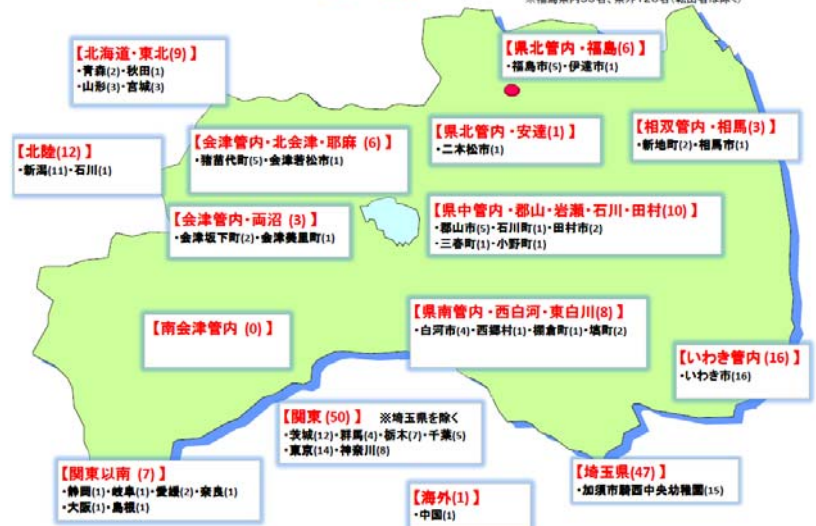 【北海道・東北(9)】
・青森(2)・秋田(1)
・山形(3)・宮城(3)
【県北管内・福島(6)】
・福島市(5)・伊達市(1)
【北陸(12)】
・新潟(11)・石川(1)
【会津管内・北会津・耶麻 (6)】
・猪苗代町(5)・会津若松市(1)
【県北管内・安達(1)】
・二本松市(1)
【相双管内・相馬(3)】
・新地町(2)・相馬市(1)
【会津管内・両沼 (3)】
・会津坂下町(2)・会津美里町(1)
【県中管内・郡山・岩瀬・石川・田村(10)】
・郡山市(5)・石川町(1)・田村市(2)
・三春町(1)・小野町(1)
【南会津管内 (0)】
【県南管内・西白河・東白川(8)】
・白河市(4)・西郷村(1)・棚倉町(1)・塙町(2)
【いわき管内 (16)】
・いわき市(16)
【関東 (50)】 ※埼玉県を除く
・茨城(12)・群馬(4)・栃木(7)・千葉(5)
・東京(14)・神奈川(8)
【関東以南 (7)】
・静岡(1)・岐阜(1)・愛媛(2)・奈良(1)
・大阪(1)・島根(1)
【埼玉県(47)】
・加須市騎西中央幼稚園(15)
【海外(1)】
・中国(1)